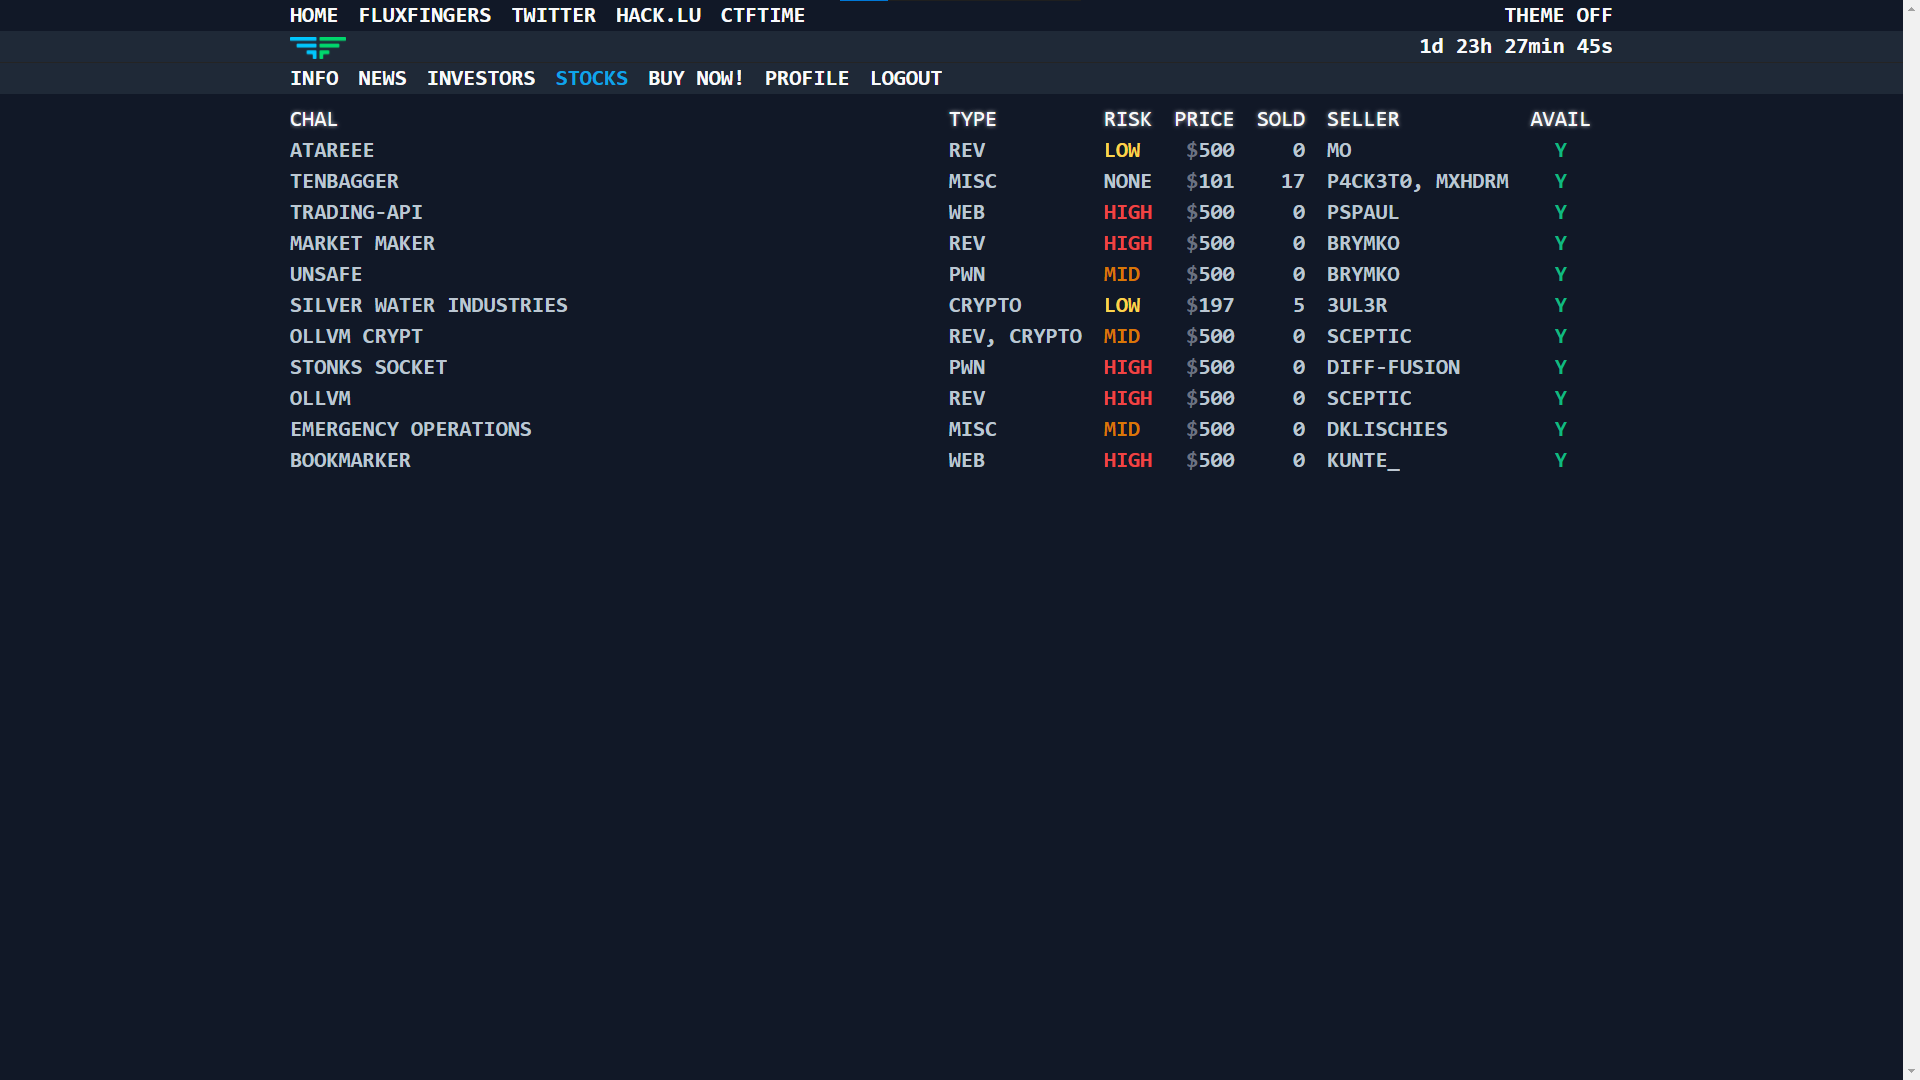 HOME FLUXFINGERS TWITTER HACK.LU CTFTIME THEME OFF
1d 23h 27min 45s
INFO NEWS INVESTORS STOCKS BUY NOW! PROFILE LOGOUT
CHAL TYPE RISK PRICE SOLD SELLER AVAIL
ATAREEE REV LOW $500 0 MO Y
TENBAGGER MISC NONE $101 17 P4CK3T0, MXHDRM Y
TRADING-API WEB HIGH $500 0 PSPAUL Y
MARKET MAKER REV HIGH $500 0 BRYMKO Y
UNSAFE PWN MID $500 0 BRYMKO Y
SILVER WATER INDUSTRIES CRYPTO LOW $197 5 3UL3R Y
OLLVM CRYPT REV, CRYPTO MID $500 0 SCEPTIC Y
STONKS SOCKET PWN HIGH $500 0 DIFF-FUSION Y
OLLVM REV HIGH $500 0 SCEPTIC Y
EMERGENCY OPERATIONS MISC MID $500 0 DKLISCHIES Y
BOOKMARKER WEB HIGH $500 0 KUNTE_ Y